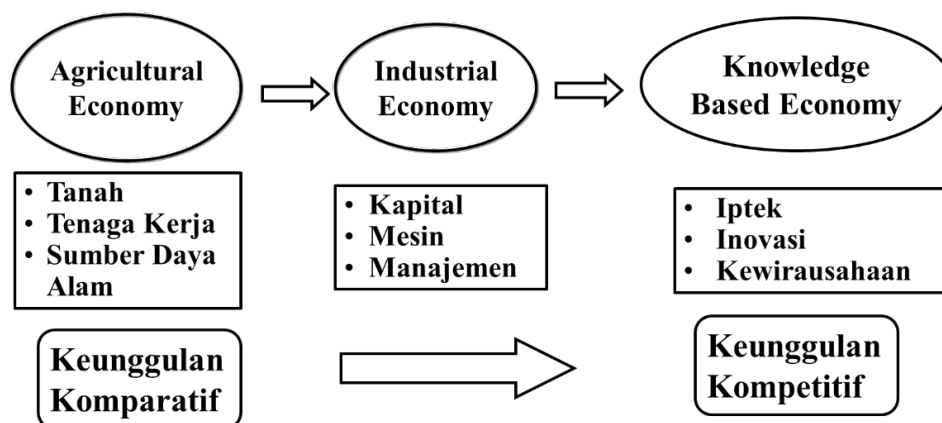 Agricultural
Economy
Industrial
Economy
Knowledge
Based Economy
• Tanah
• Tenaga Kerja
• Sumber Daya
Alam
• Kapital
• Mesin
• Manajemen
• Iptek
• Inovasi
• Kewirausahaan
Keunggulan
Komparatif
Keunggulan
Kompetitif